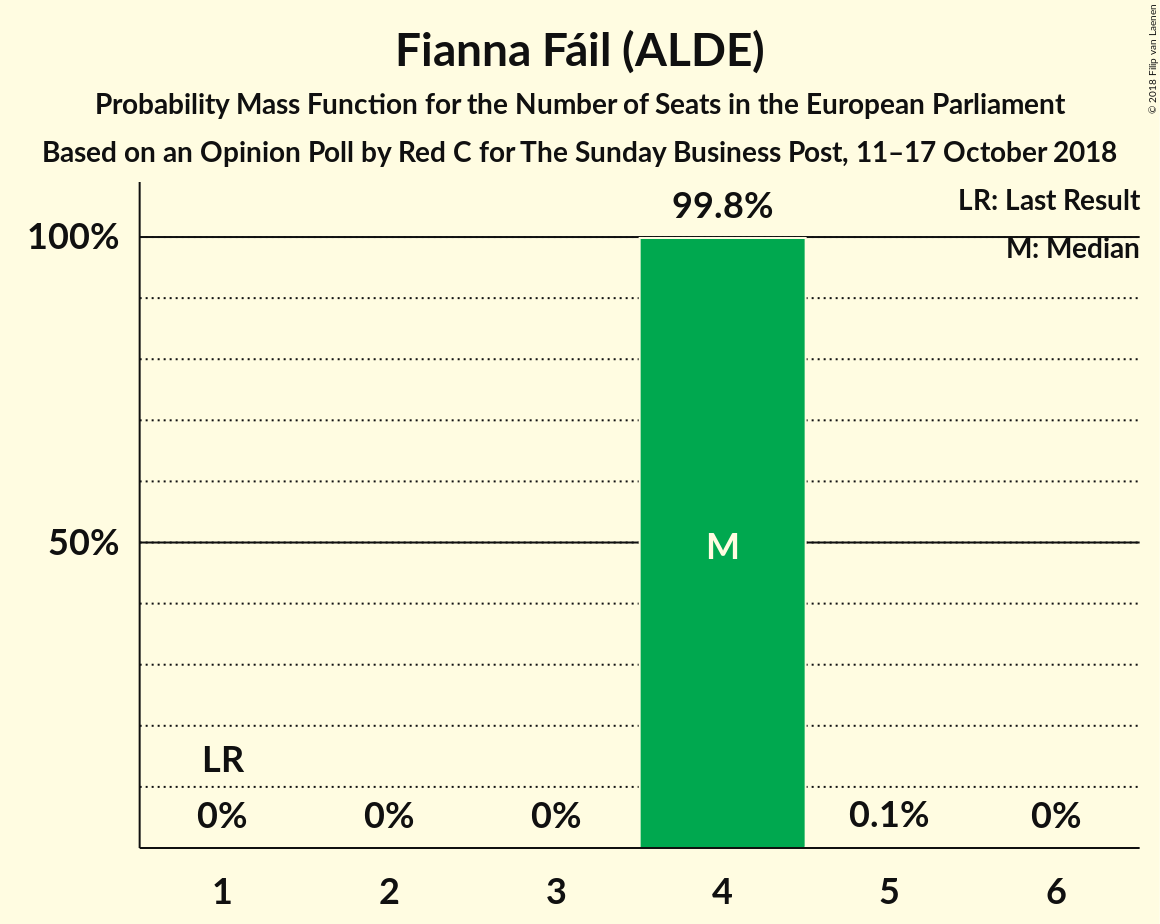 Fianna Fáil (ALDE)
Probability Mass Function for the Number of Seats in the European Parliament
Based on an Opinion Poll by Red C for The Sunday Business Post, 11–17 October 2018
© 2018 Filip van Laenen
LR: Last Result
M: Median
99.8%
100%
50%
M
LR
0%
0%
0%
0.1%
0%
1 2 3 4 5 6